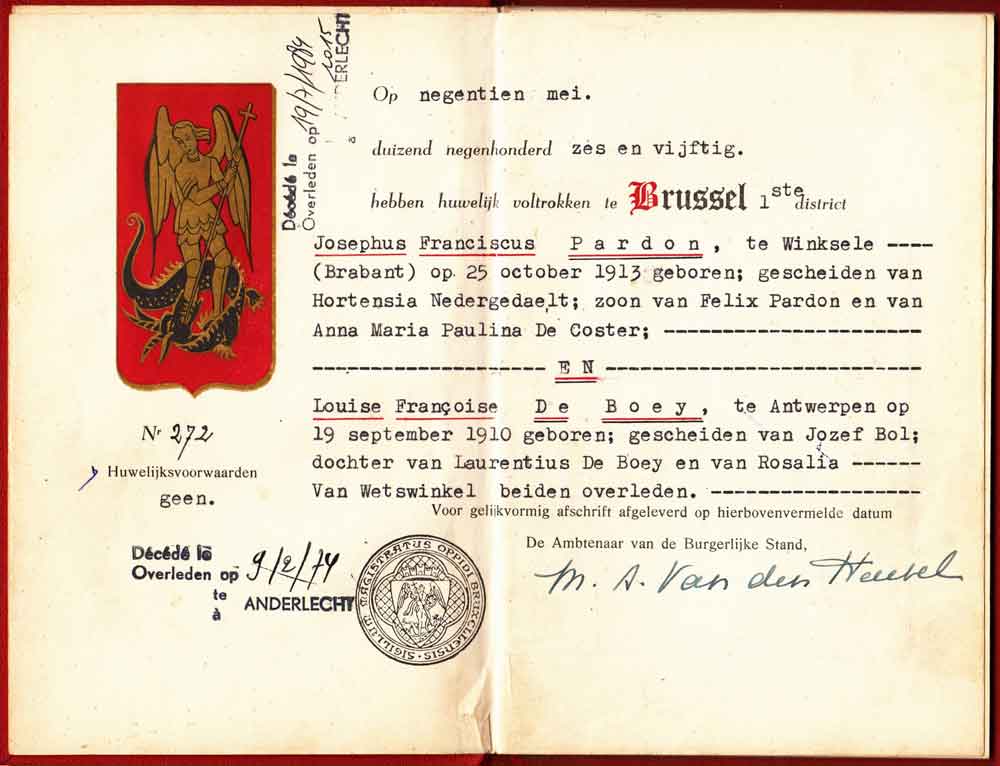 Décédé le
Overleden op 19/7/1984
à 1015
ANDERLECHT
Op negentien mei.
duizend negenhonderd zes en vijftig.
hebben huwelijk voltrokken te Brussel 1ste district
Josephus Franciscus Pardon, te Winksele ----
(Brabant) op 25 october 1913 geboren; gescheiden van
Hortensia Nedergedaelt; zoon van Felix Pardon en van
Anna Maria Paulina De Coster; ----------------------
-------------------- EN ---------------------------
Louise Françoise De Boey, te Antwerpen op
19 september 1910 geboren; gescheiden van Jozef Bol;
dochter van Laurentius De Boey en van Rosalia ------
Van Wetswinkel beiden overleden. ------------------
Voor gelijkvormig afschrift afgeleverd op hierbovenvermelde datum
De Ambtenaar van de Burgerlijke Stand,
M. A. Van den Heuvel
Nr 272
Huwelijksvoorwaarden
geen.
Décédé le
Overleden op 9/2/74
te
à ANDERLECHT
SIGILLUM MAGISTRATUS OPPIDI BRUXELLENSIS